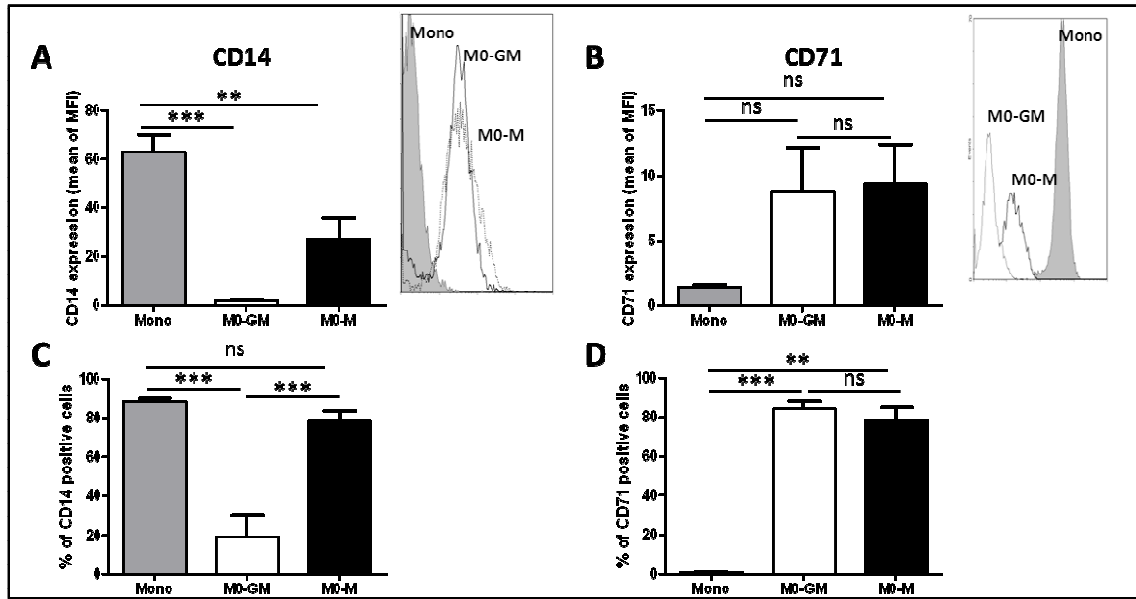 A
CD14
Mono
M0-GM
M0-M
CD14 expression (mean of MFI)
80
60
40
20
0
**
***
Mono
M0-GM
M0-M
B
CD71
Mono
M0-GM
M0-M
CD71 expression (mean of MFI)
15
10
5
0
ns
ns
ns
Mono
M0-GM
M0-M
C
% of CD14 positive cells
100
80
60
40
20
0
ns
***
***
Mono
M0-GM
M0-M
D
% of CD71 positive cells
100
80
60
40
20
0
**
***
ns
Mono
M0-GM
M0-M